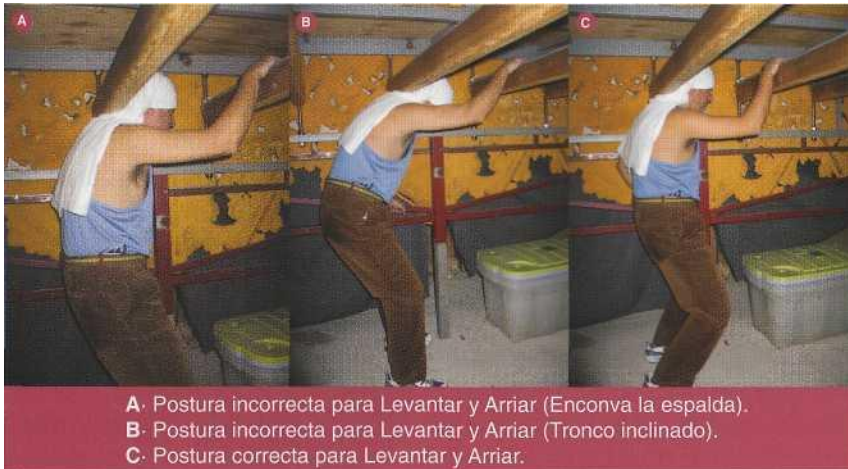 A
B
C
A· Postura incorrecta para Levantar y Arriar (Enconva la espalda).
B· Postura incorrecta para Levantar y Arriar (Tronco inclinado).
C· Postura correcta para Levantar y Arriar.